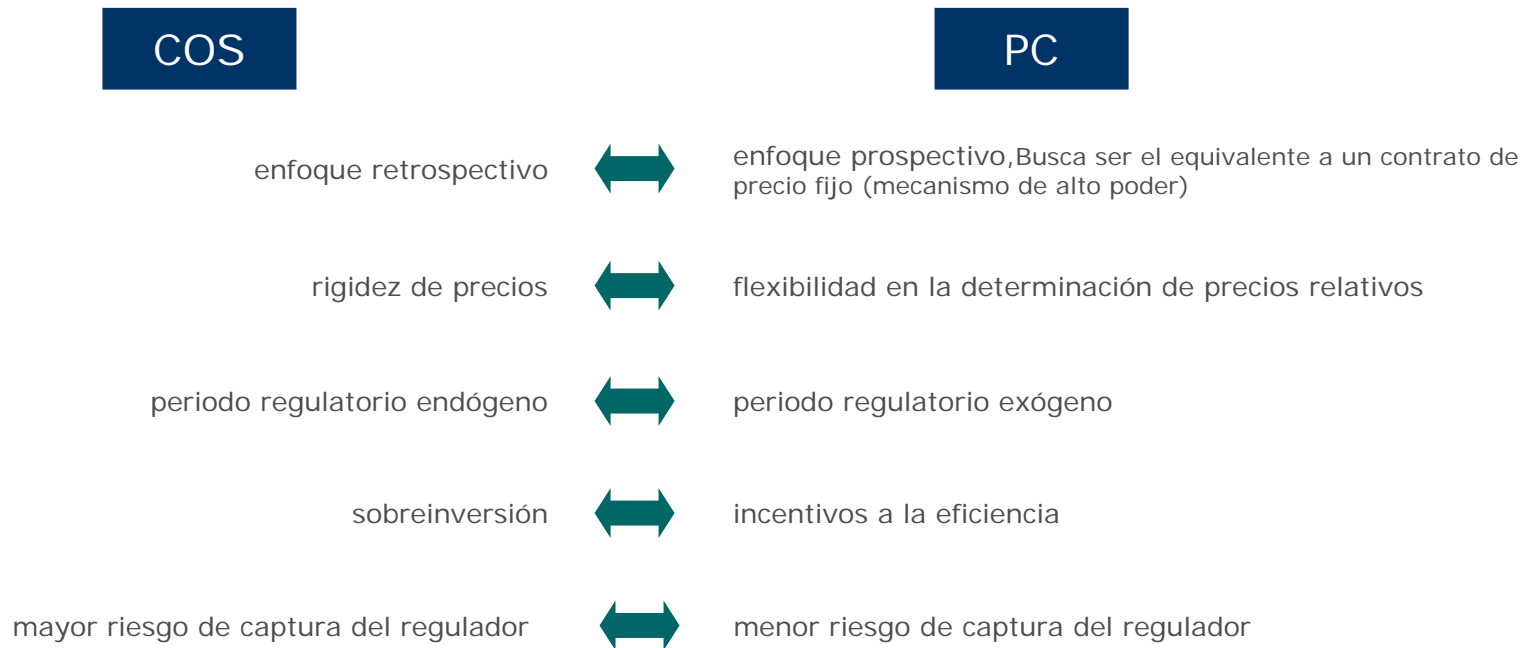 COS
PC
enfoque retrospectivo
enfoque prospectivo,Busca ser el equivalente a un contrato de
precio fijo (mecanismo de alto poder)
rigidez de precios
flexibilidad en la determinación de precios relativos
periodo regulatorio endógeno
periodo regulatorio exógeno
sobreinversión
incentivos a la eficiencia
mayor riesgo de captura del regulador
menor riesgo de captura del regulador